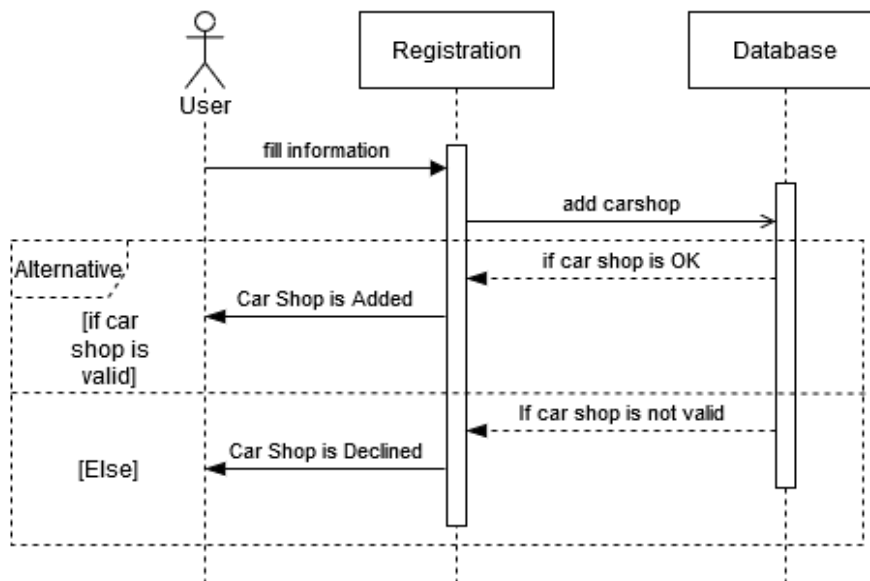 User
Registration
Database
fill information
add carshop
Alternative
if car shop is OK
Car Shop is Added
[if car
shop is
valid]
If car shop is not valid
Car Shop is Declined
[Else]